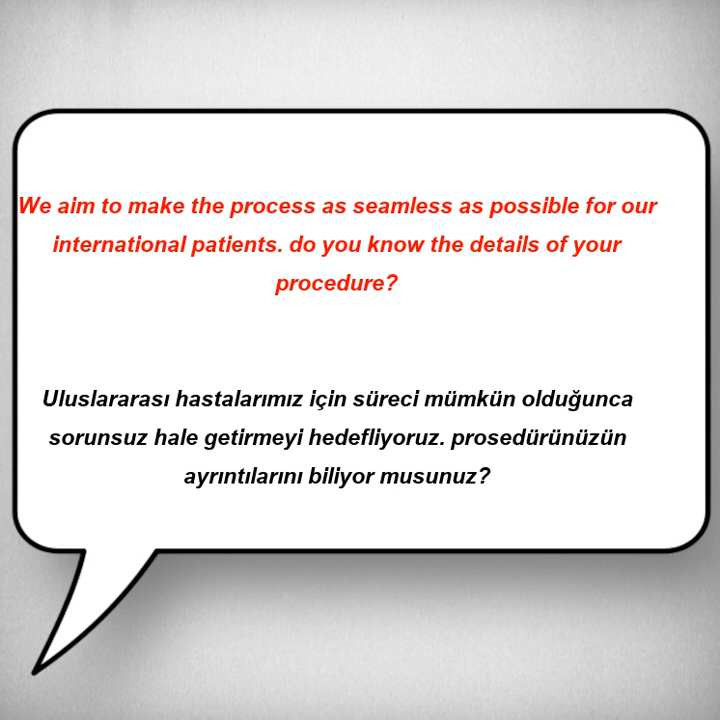 We aim to make the process as seamless as possible for our
international patients. do you know the details of your
procedure?
Uluslararası hastalarımız için süreci mümkün olduğunca
sorunsuz hale getirmeyi hedefliyoruz. prosedürünüzün
ayrıntılarını biliyor musunuz?